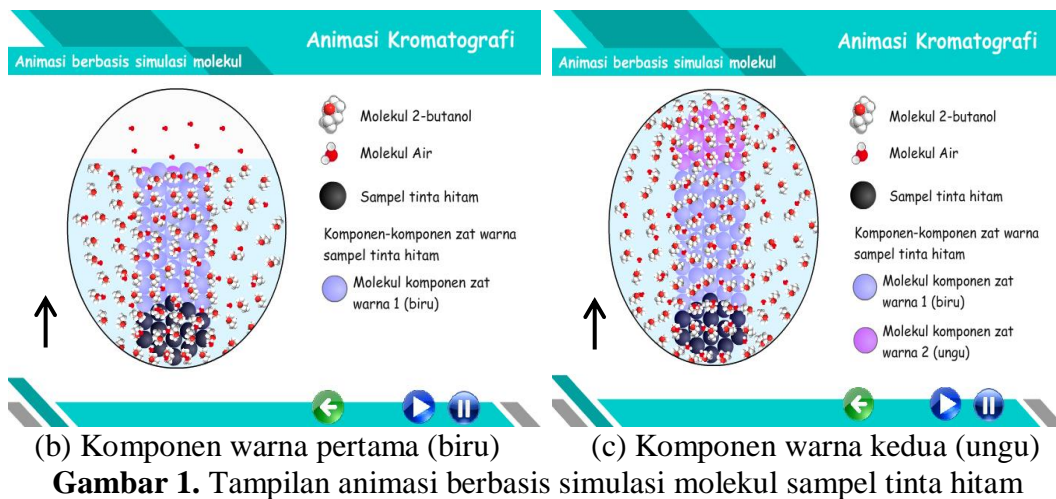 Animasi Kromatografi
Animasi berbasis simulasi molekul
Molekul 2-butanol
Molekul Air
Sampel tinta hitam
Komponen-komponen zat warna
sampel tinta hitam
Molekul komponen zat
warna 1 (biru)
Animasi Kromatografi
Animasi berbasis simulasi molekul
Molekul 2-butanol
Molekul Air
Sampel tinta hitam
Komponen-komponen zat warna
sampel tinta hitam
Molekul komponen zat
warna 1 (biru)
Molekul komponen zat
warna 2 (ungu)
(b) Komponen warna pertama (biru)
(c) Komponen warna kedua (ungu)
Gambar 1. Tampilan animasi berbasis simulasi molekul sampel tinta hitam